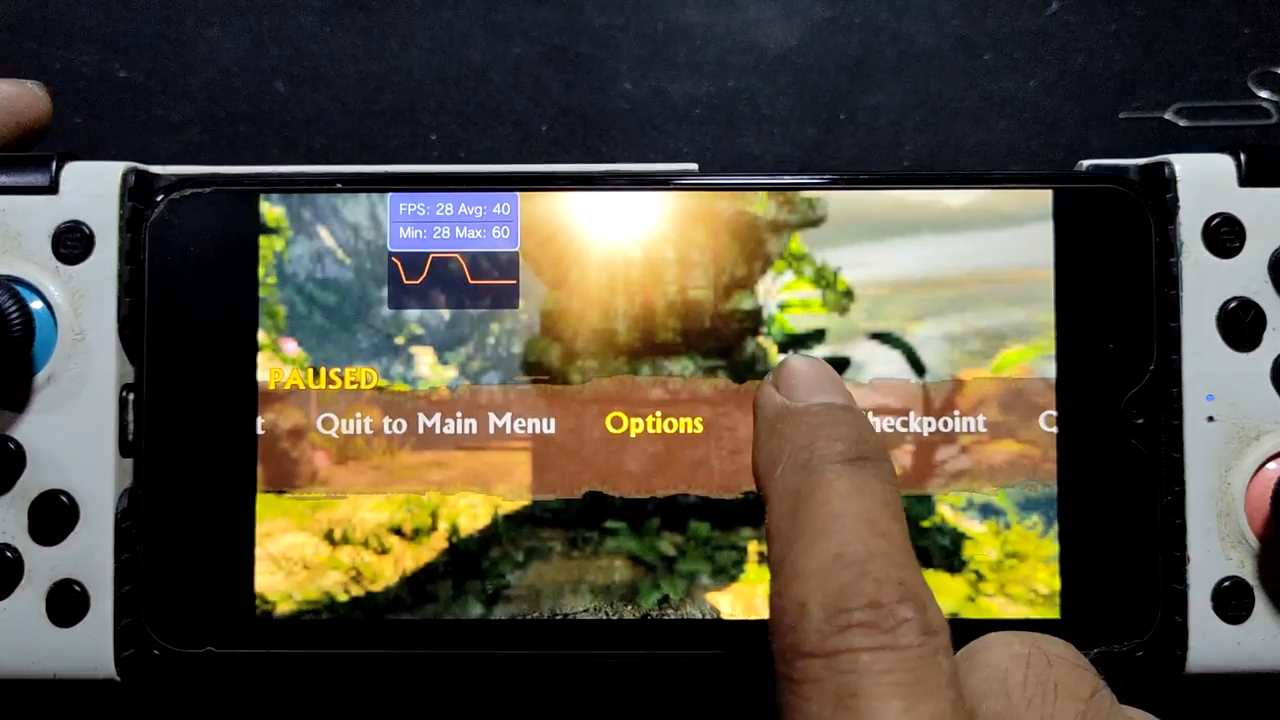 FPS: 28 Avg: 40
Min: 28 Max: 60
PAUSED
t Quit to Main Menu Options heckpoint